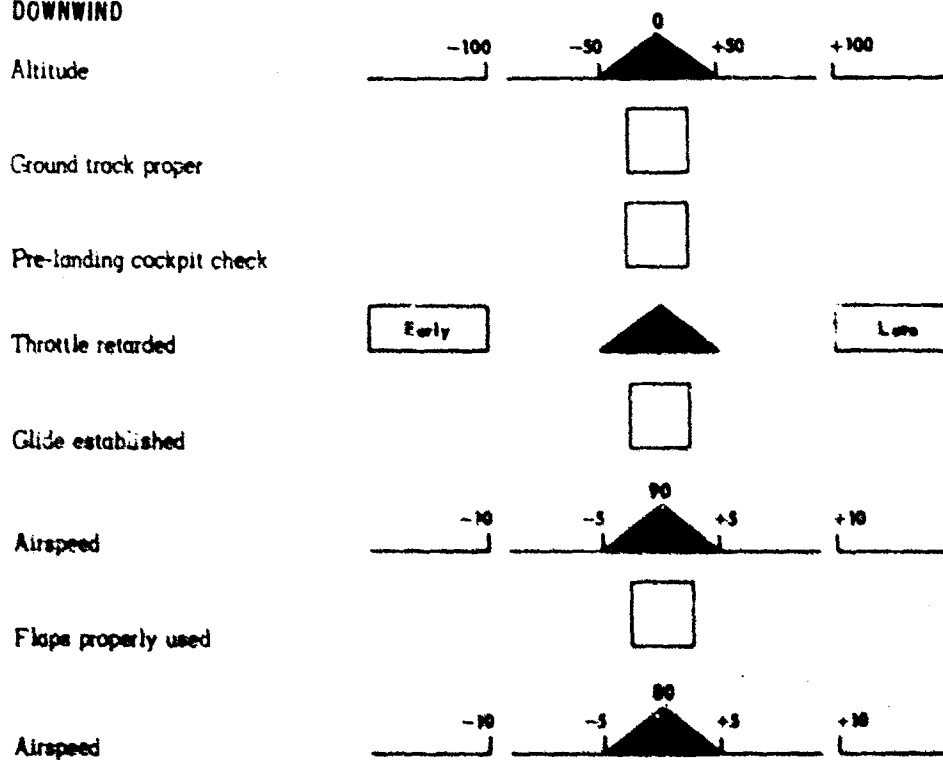 DOWNWIND
0
-100 -50 +50 +100
Altitude
Ground track proper
Pre-landing cockpit check
Throttle retarded Early Late
Glide established
90
-10 -5 +5 +10
Airspeed
Flaps properly used
80
-10 -5 +5 +10
Airspeed